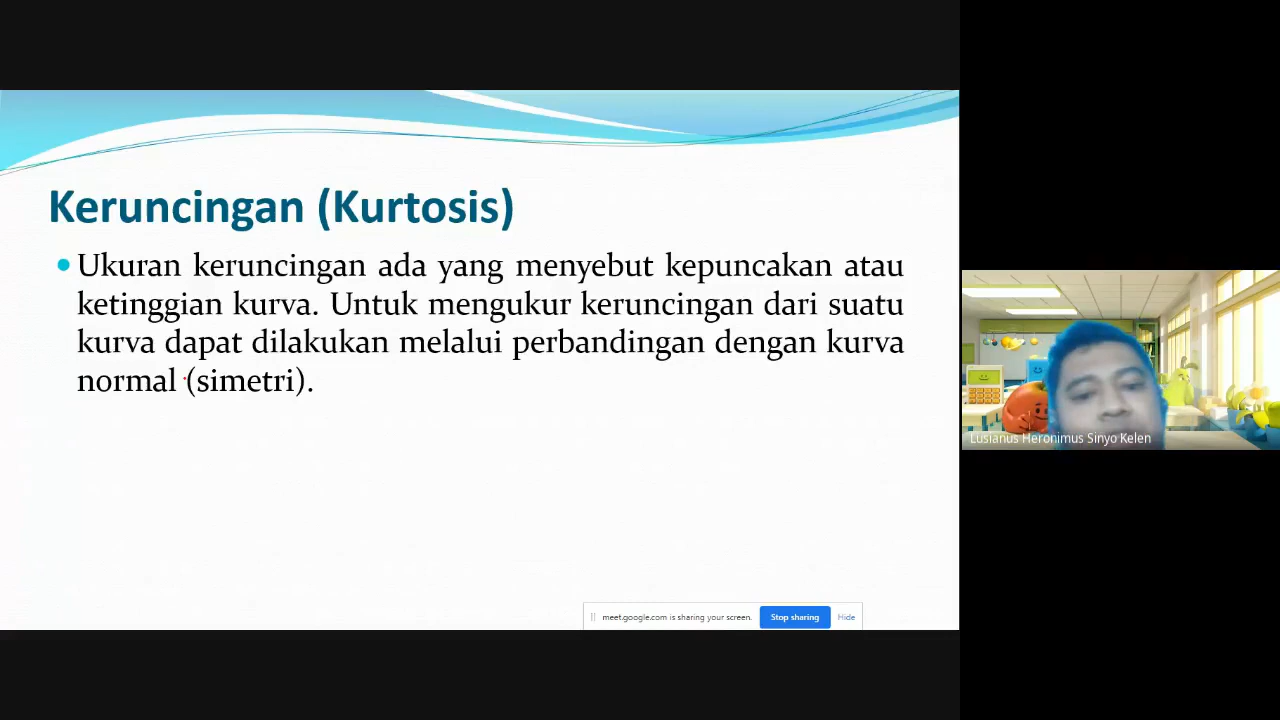 Keruncingan (Kurtosis)
Ukuran keruncingan ada yang menyebut kepuncakan atau
ketinggian kurva. Untuk mengukur keruncingan dari suatu
kurva dapat dilakukan melalui perbandingan dengan kurva
normal (simetri).
Lusianus Heronimus Sinyo Kelen
meet.google.com is sharing your screen.
Stop sharing
Hide